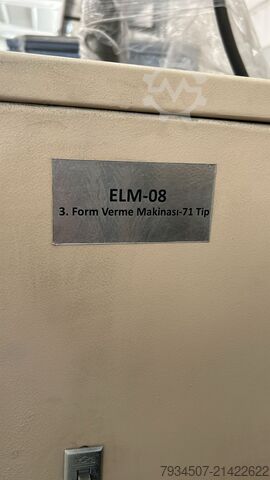 ELM-08
3. Form Verme Makinası-71 Tip
7934507-21422622